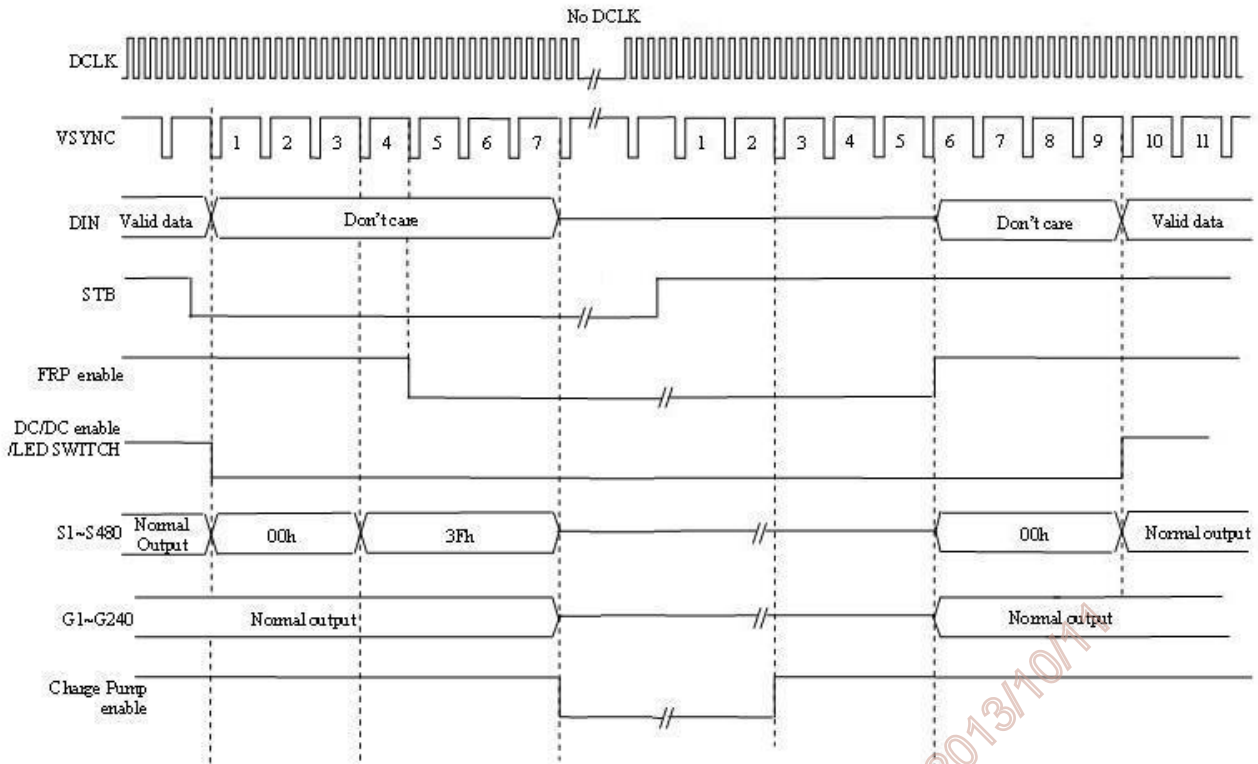 No DCLK
DCLK
VSYNC 1 2 3 4 5 6 7 1 2 3 4 5 6 7 8 9 10 11
DIN Valid data Don't care Don't care Valid data
STB
FRP enable
DC/DC enable
/LED SWITCH
S1~S480 Normal Output 00h 3Fh 00h Normal output
G1~G240 Normal output Normal output
Charge Pump
enable
2013/10/11